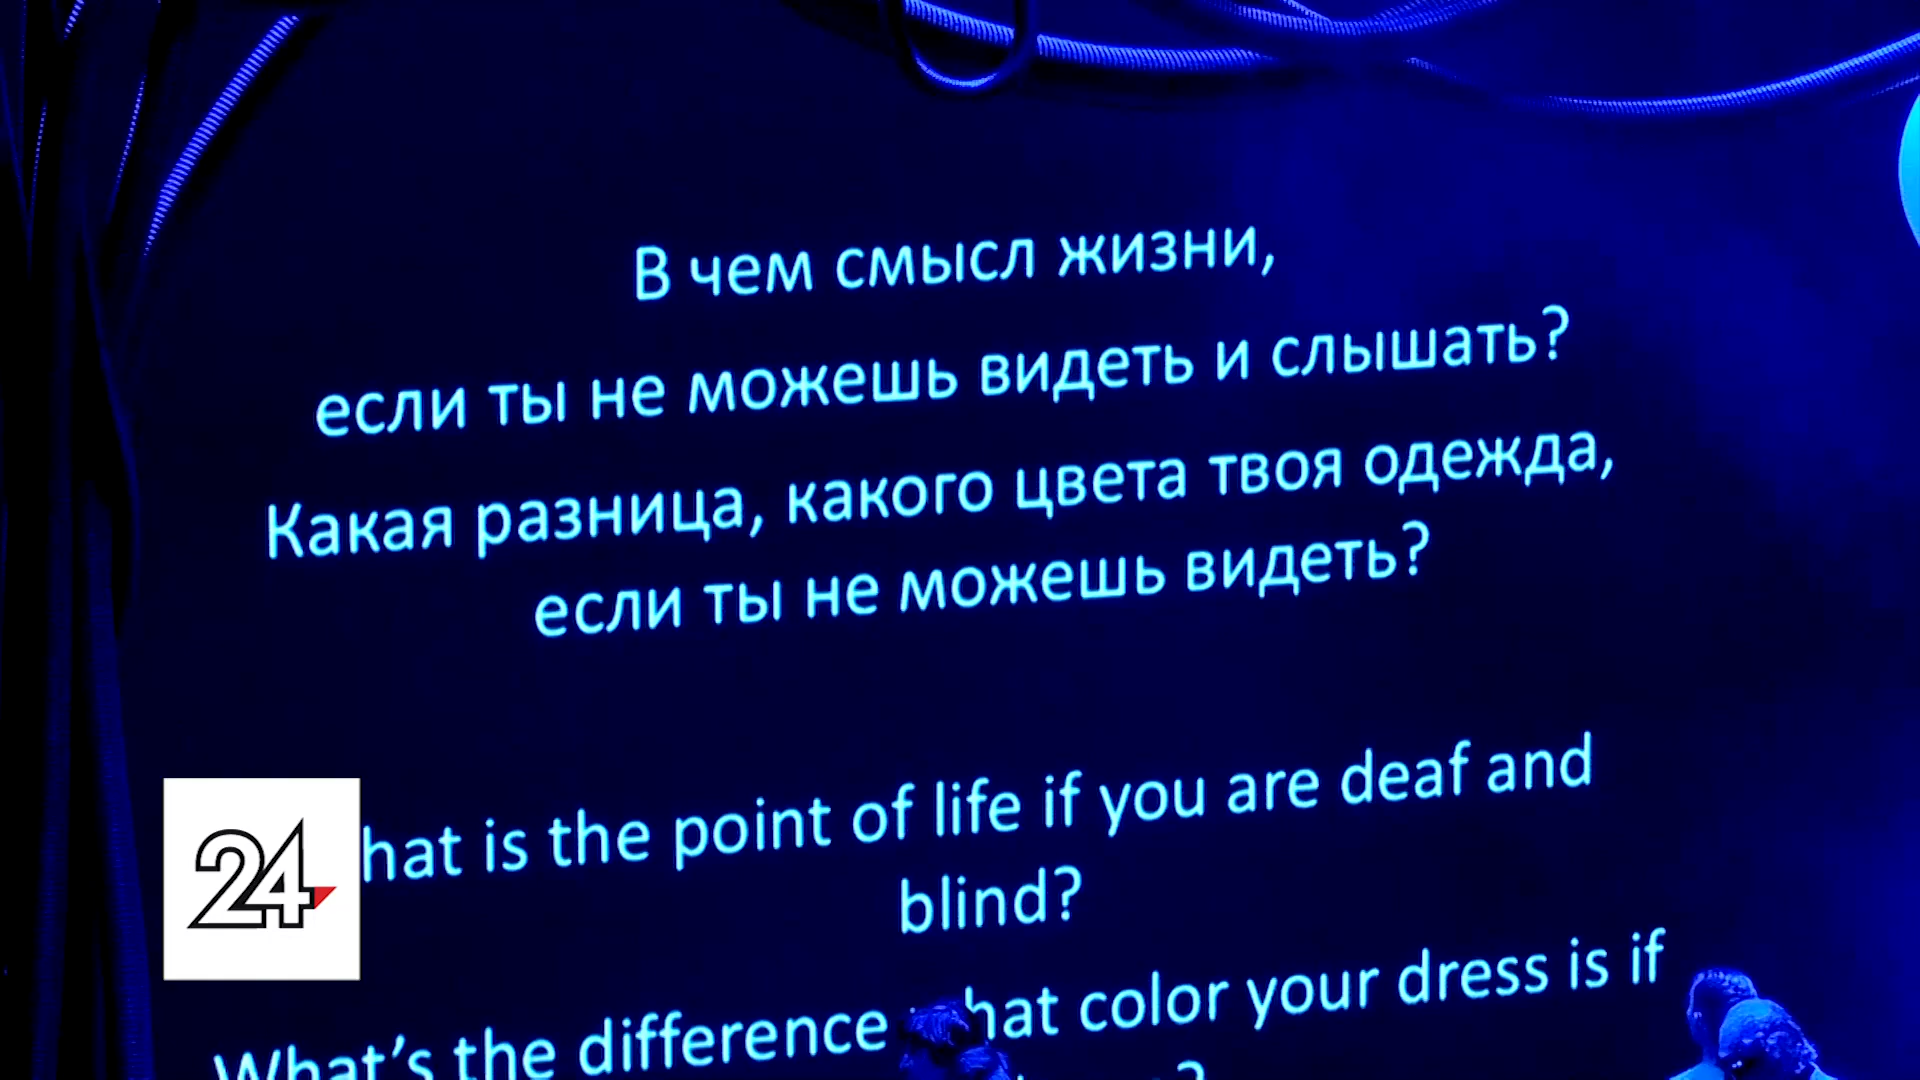 В чем смысл жизни,
если ты не можешь видеть и слышать?
Какая разница, какого цвета твоя одежда,
если ты не можешь видеть?
hat is the point of life if you are deaf and
blind?
24
What's the difference hat color your dress is if